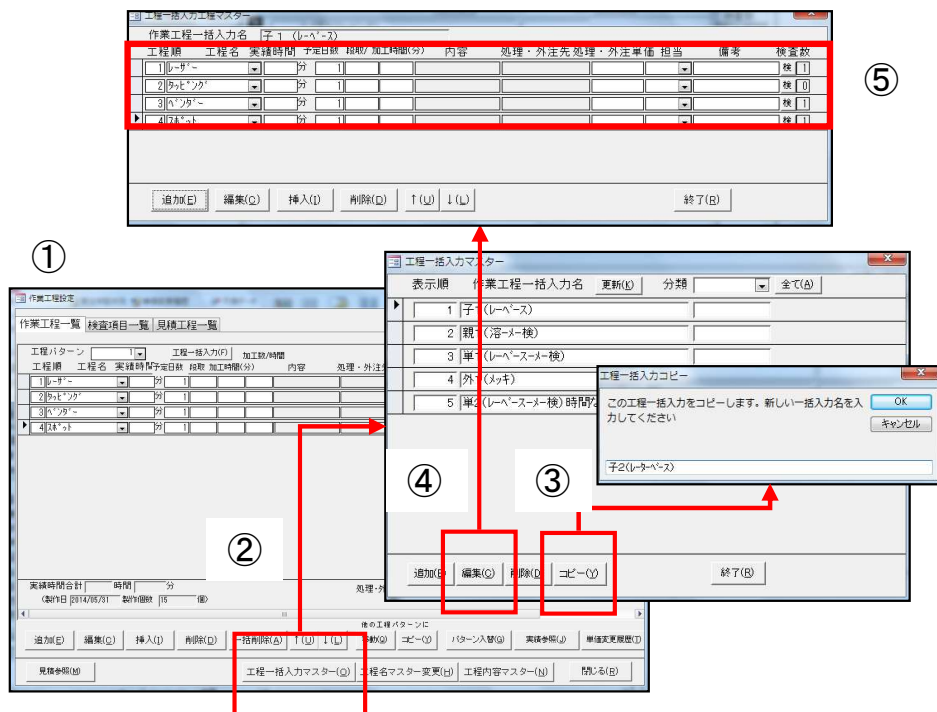 工程一括入力工程マスター
作業工程一括入力名 子1 (レーベース)
工程順 工程名 実績時間 予定日数 段取/加工時間(分) 内容 処理・外注先 処理・外注単価 担当 備考 検査数
1 レーザー 分 1 検 1
2 タッピング 分 1 検 0
3 ベンダー 分 1 検 1
4 スポット 分 1 検 1
追加(E) 編集(C) 挿入(I) 削除(D) ↑(U) ↓(L) 終了(R)
⑤
①
作業工程設定
作業工程一覧 検査項目一覧 見積工程一覧
工程パターン 1 工程一括入力(F) 加工数/時間
工程順 工程名 実績時間 予定日数 段取 加工時間(分) 内容 処理・外注
1 レーザー 分 1
2 タッピング 分 1
3 ベンダー 分 1
4 スポット 分 1
②
実績時間合計 時間 分
処理・外
(製作日 2014/05/31 製作個数 15 個)
他の工程パターンに
追加(E) 編集(C) 挿入(I) 削除(D) 一括削除(A) ↑(U) ↓(L) 移動(Q) コピー(Y) パターン入替(G) 実績参照(J) 単価変更履歴(T)
見積参照(M) 工程一括入力マスター(O) 工程名マスター変更(H) 工程内容マスター(N) 閉じる(R)
工程一括入力マスター
表示順 作業工程一括入力名 更新(K) 分類 全て(A)
1 子1(レーベース)
2 親1(溶ーメー検)
3 単1(レーベースーメー検)
4 外1(メッキ)
5 単2(レーベースーメー検)時間な
④
③
追加(E) 編集(C) 削除(D) コピー(Y) 終了(R)
工程一括入力コピー
この工程一括入力をコピーします。新しい一括入力名を入
力してください
OK
キャンセル
子2(レーターベース)